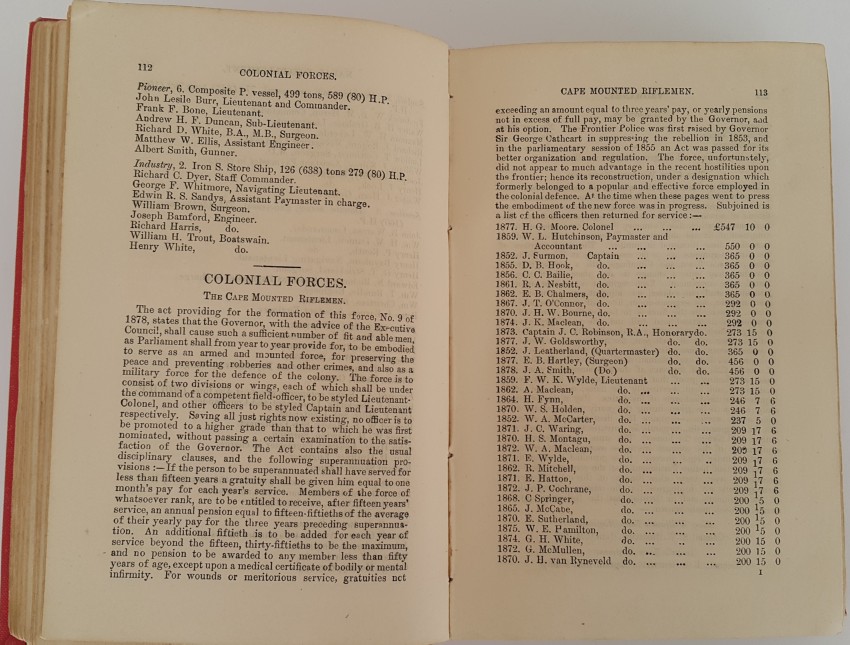 112
COLONIAL FORCES.
Pioneer, 6. Composite P. vessel, 499 tons, 589 (80) H.P.
John Leslie Burr, Lieutenant and Commander.
Frank F. Bone, Lieutenant.
Andrew H. F. Duncan, Sub-Lieutenant.
Richard D. White, B.A., M.B., Surgeon.
Matthew W. Ellis, Assistant Engineer.
Albert Smith, Gunner.
Industry, 2. Iron S. Store Ship, 126 (638) tons 279 (80) H.P.
Richard C. Dyer, Staff Commander.
George F. Whitmore, Navigating Lieutenant.
Edwin R. S. Sandys, Assistant Paymaster in charge.
William Brown, Surgeon.
Joseph Bamford, Engineer.
Richard Harris, do.
William H. Trout, Boatswain.
Henry White, do.
COLONIAL FORCES.
THE CAPE MOUNTED RIFLEMEN.
The act providing for the formation of this force, No. 9 of
1878, states that the Governor, with the advice of the Executive
Council, shall cause such a sufficient number of fit and able men,
as Parliament shall from year to year provide for, to be embodied
to serve as an armed and mounted force, for preserving the
peace and preventing robberies and other crimes, and also as a
military force for the defence of the colony. The force is to
consist of two divisions or wings, each of which shall be under
the command of a competent field-officer, to be styled Lieutenant-
Colonel, and other officers to be styled Captain and Lieutenant
respectively. Saving all just rights now existing, no officer is to
be promoted to a higher grade than that to which he was first
nominated, without passing a certain examination to the satis-
faction of the Governor. The Act contains also the usual
disciplinary clauses, and the following superannuation pro-
visions :—If the person to be superannuated shall have served for
less than fifteen years a gratuity shall be given him equal to one
month's pay for each year's service. Members of the force of
whatsoever rank, are to be entitled to receive, after fifteen years'
service, an annual pension equal to fifteen-fiftieths of the average
of their yearly pay for the three years preceding superannua-
tion. An additional fiftieth is to be added for each year of
service beyond the fifteen, thirty-fiftieths to be the maximum,
and no pension to be awarded to any member less than fifty
years of age, except upon a medical certificate of bodily or mental
infirmity. For wounds or meritorious service, gratuities not
CAPE MOUNTED RIFLEMEN. 113
exceeding an amount equal to three years' pay, or yearly pensions
not in excess of full pay, may be granted by the Governor, and
at his option. The Frontier Police was first raised by Governor
Sir George Cathcart in suppressing the rebellion in 1853, and
in the parliamentary session of 1855 an Act was passed for its
better organization and regulation. The force, unfortunately,
did not appear to much advantage in the recent hostilities upon
the frontier; hence its reconstruction, under a designation which
formerly belonged to a popular and effective force employed in
the colonial defence. At the time when these pages went to press
the embodiment of the new force was in progress. Subjoined is
a list of the officers then returned for service :—
1877. H. G. Moore, Colonel ... ... ... £547 10 0
1859. W. L. Hutchinson, Paymaster and
Accountant ... ... ... 550 0 0
1852. J. Surmon, Captain ... ... ... 365 0 0
1855. D. B. Hook, do. ... ... ... 365 0 0
1856. C. C. Bailie, do. ... ... ... 365 0 0
1861. R. A. Nesbitt, do. ... ... ... 365 0 0
1862. E. B. Chalmers, do. ... ... ... 365 0 0
1867. J. T. O'Connor, do. ... ... ... 292 0 0
1870. J. H. W. Bourne, do. ... ... ... 292 0 0
1874. J. K. Maclean, do. ... ... ... 292 0 0
1873. Captain J. C. Robinson, R.A., Honorary do. 273 15 0
1877. J. W. Goldsworthy, do. do. 273 15 0
1852. J. Leatherland, (Quartermaster) do. do. 365 0 0
1877. E. B. Hartley, (Surgeon) do. do. 456 0 0
1878. J. A. Smith, (Do ) do. do. 456 0 0
1859. F. W. K. Wylde, Lieutenant ... ... 273 15 0
1862. A. Maclean, do. ... ... ... 273 15 0
1864. H. Fynn, do. ... ... ... 246 7 6
1870. W. S. Holden, do. ... ... ... 246 7 6
1852. W. A. McCarter, do. ... ... ... 237 5 0
1871. J. C. Waring, do. ... ... ... 209 17 6
1870. H. S. Montagu, do. ... ... ... 209 17 6
1872. W. A. Maclean, do. ... ... ... 209 17 6
1871. E. Wylde, do. ... ... .. 209 17 6
1862. R. Mitchell, do. ... ... ... 209 17 6
1871. E. Hatton, do. ... ... ... 209 17 6
1872. J. P. Cochrane, do. ... ... ... 209 17 6
1868. C Springer, do. ... ... ... 200 15 0
1865. J. McCabe, do. ... ... ... 200 15 0
1870. E. Sutherland, do. ... ... ... 200 15 0
1875. W. E. Pamilton, do. ... ... ... 200 15 0
1874. G. H. White, do. ... ... ... 200 15 0
1872. G. McMullen, do. ... ... ... 200 15 0
1870. J. H. van Ryneveld do. ... ... ... 200 15 0
I